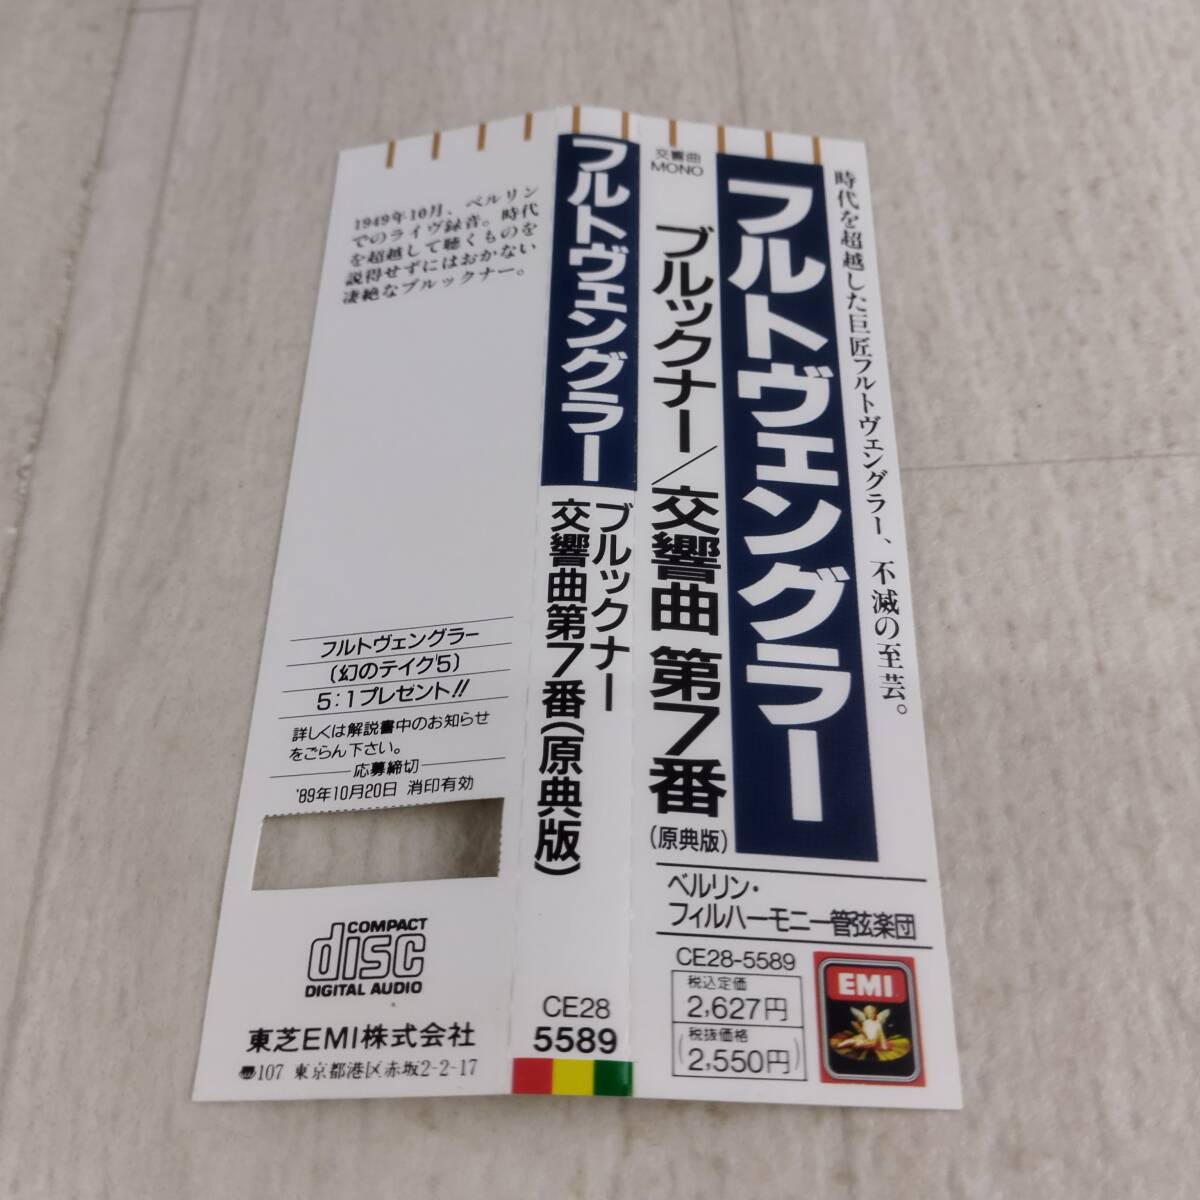 時代を超越した巨匠フルトヴェングラー、不滅の至芸。
フルトヴェングラー
交響曲
MONO
ブルックナー/交響曲 第7番
(原典版)
ベルリン・
フィルハーモニー管弦楽団
CE28-5589
税込定価
2,627円
税抜価格
(2,550円)
EMI
フルトヴェングラー
ブルックナー
交響曲第7番(原典版)
CE28
5589
1949年10月、ベルリン
でのライヴ録音。時代
を超越して聴くものを
説得せずにはおかない
凄絶なブルックナー。
フルトヴェングラー
(幻のテイク'5)
5:1プレゼント!!
詳しくは解説書中のお知らせ
をごらん下さい。
応募締切
'89年10月20日 消印有効
COMPACT
disc
DIGITAL AUDIO
東芝EMI株式会社
107 東京都港区赤坂2-2-17